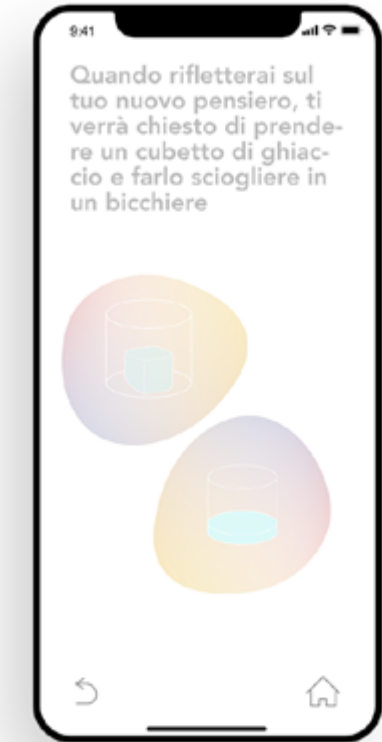 9:41
Quando rifletterai sul
tuo nuovo pensiero, ti
verrà chiesto di prende-
re un cubetto di ghiac-
cio e farlo sciogliere in
un bicchiere